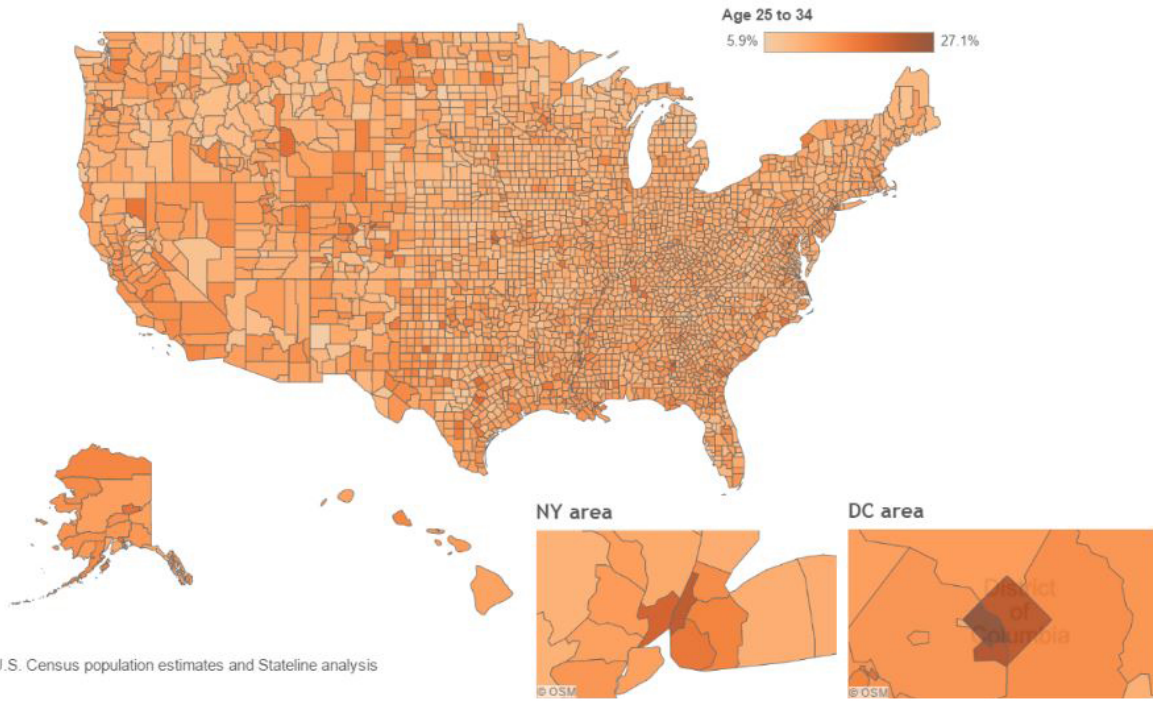 Age 25 to 34
5.9% 27.1%
NY area
DC area
District
of
Columbia
© OSM
© OSM
U.S. Census population estimates and Stateline analysis